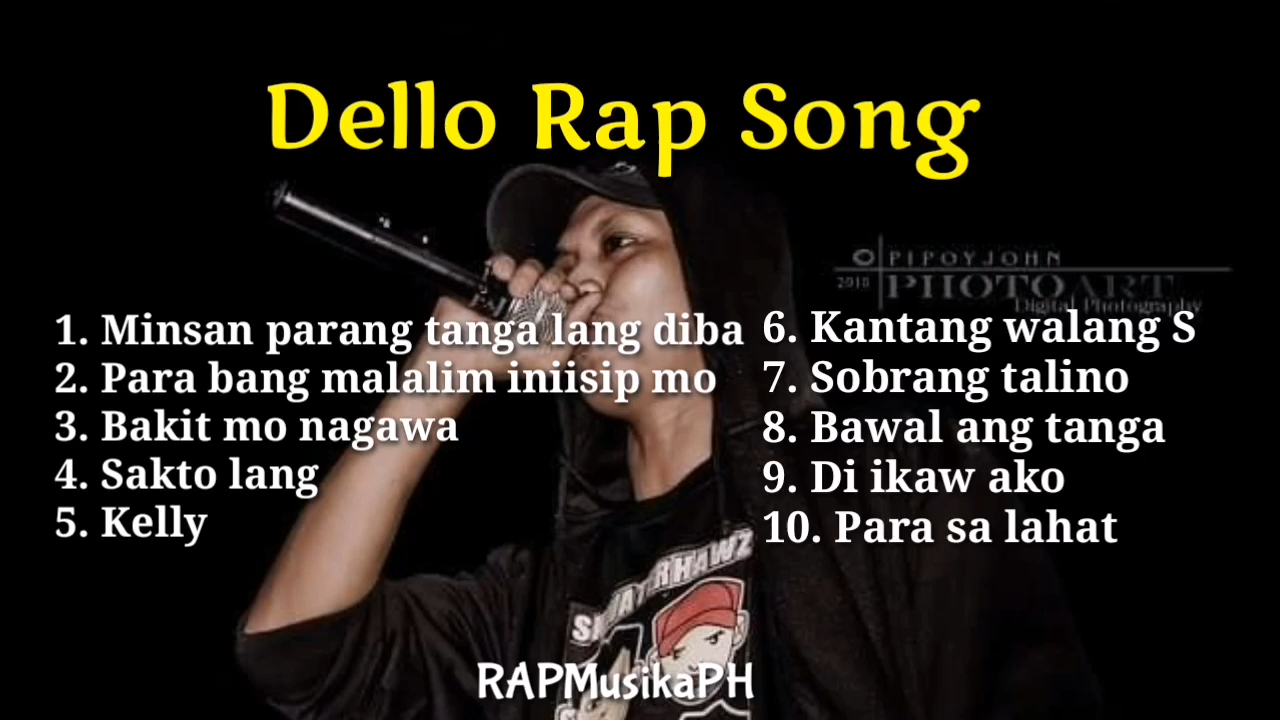 Dello Rap Song
PIPOYJOHN
2018 PHOTOART
Digital Photography
1. Minsan parang tanga lang diba
2. Para bang malalim iniisip mo
3. Bakit mo nagawa
4. Sakto lang
5. Kelly
6. Kantang walang S
7. Sobrang talino
8. Bawal ang tanga
9. Di ikaw ako
10. Para sa lahat
RAPMusikaPH